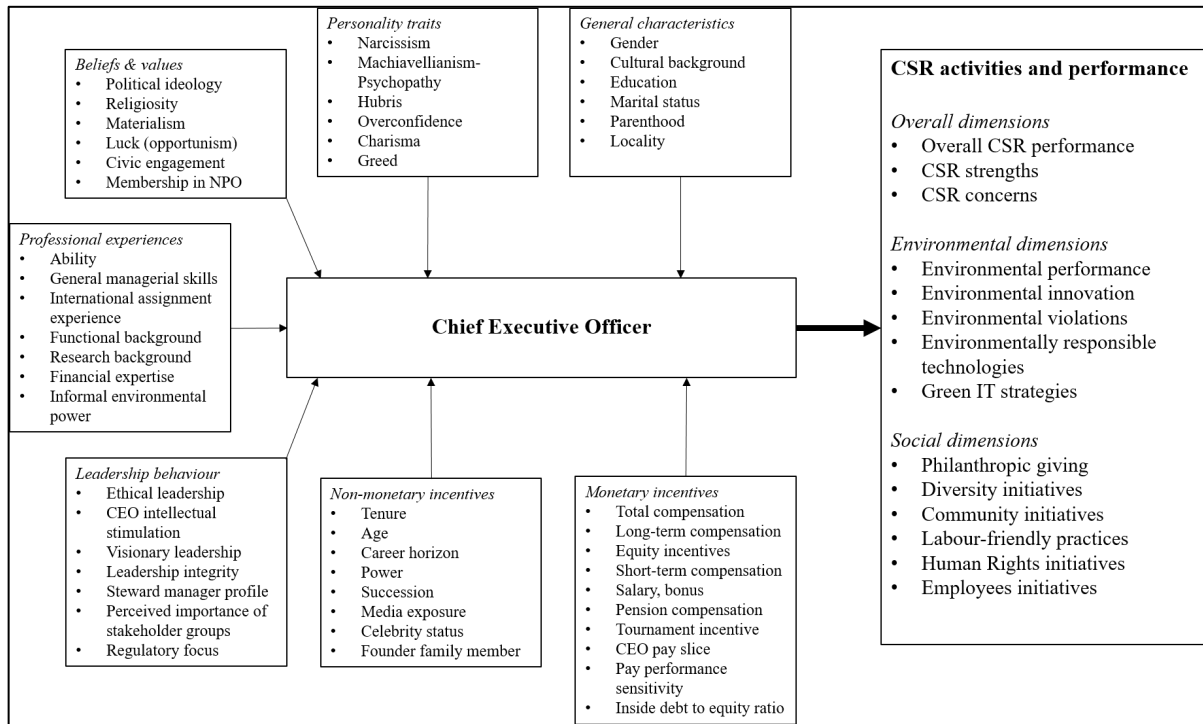 Beliefs & values
• Political ideology
• Religiosity
• Materialism
• Luck (opportunism)
• Civic engagement
• Membership in NPO
Personality traits
• Narcissism
• Machiavellianism-
Psychopathy
• Hubris
• Overconfidence
• Charisma
• Greed
General characteristics
• Gender
• Cultural background
• Education
• Marital status
• Parenthood
• Locality
Professional experiences
• Ability
• General managerial skills
• International assignment
experience
• Functional background
• Research background
• Financial expertise
• Informal environmental
power
Chief Executive Officer
Leadership behaviour
• Ethical leadership
• CEO intellectual
stimulation
• Visionary leadership
• Leadership integrity
• Steward manager profile
• Perceived importance of
stakeholder groups
• Regulatory focus
Non-monetary incentives
• Tenure
• Age
• Career horizon
• Power
• Succession
• Media exposure
• Celebrity status
• Founder family member
Monetary incentives
• Total compensation
• Long-term compensation
• Equity incentives
• Short-term compensation
• Salary, bonus
• Pension compensation
• Tournament incentive
• CEO pay slice
• Pay performance
sensitivity
• Inside debt to equity ratio
CSR activities and performance
Overall dimensions
• Overall CSR performance
• CSR strengths
• CSR concerns
Environmental dimensions
• Environmental performance
• Environmental innovation
• Environmental violations
• Environmentally responsible
technologies
• Green IT strategies
Social dimensions
• Philanthropic giving
• Diversity initiatives
• Community initiatives
• Labour-friendly practices
• Human Rights initiatives
• Employees initiatives